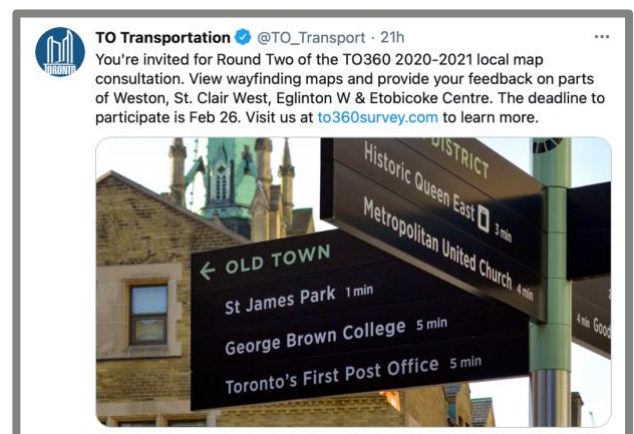 TORONTO
TO Transportation @TO_Transport · 21h
You're invited for Round Two of the TO360 2020-2021 local map
consultation. View wayfinding maps and provide your feedback on parts
of Weston, St. Clair West, Eglinton W & Etobicoke Centre. The deadline to
participate is Feb 26. Visit us at to360survey.com to learn more.
DISTRICT
Historic Queen East 3 min
Metropolitan United Church 4 min
← OLD TOWN
St James Park 1 min
George Brown College 5 min
Toronto's First Post Office 5 min
4 min